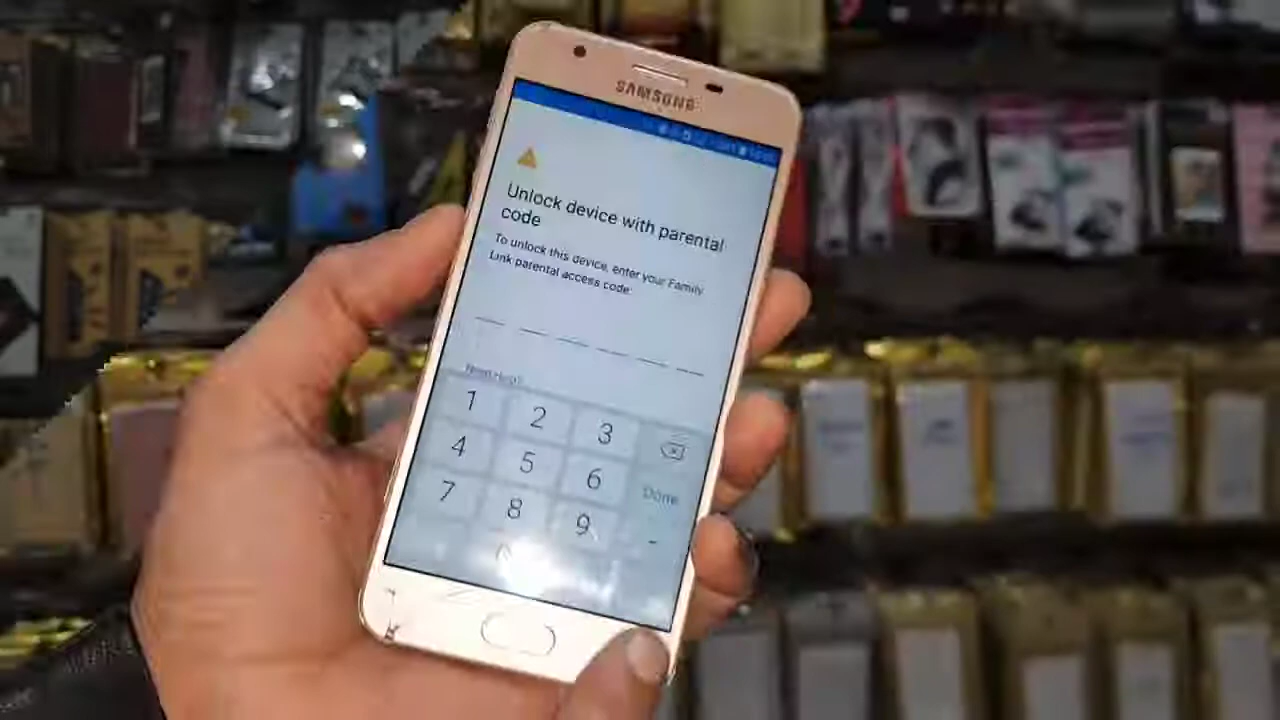 SAMSUNG
Unlock device with parental
code
To unlock this device, enter your Family
Link parental access code:
1 2 3
4 5 6
7 8 9
Done